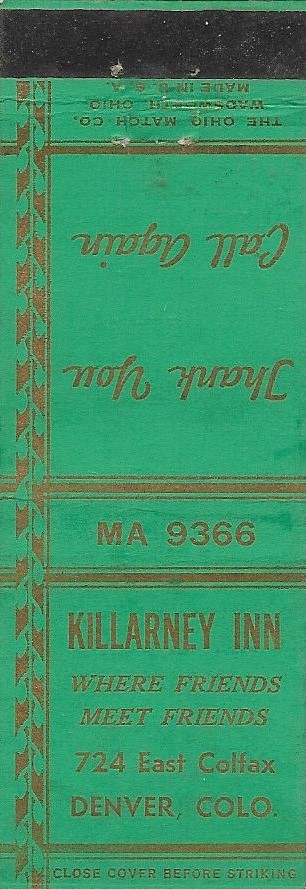 THE OHIO MATCH CO.
WADSWORTH, OHIO
MADE IN U. S. A.
Thank You
Call Again
MA 9366
KILLARNEY INN
WHERE FRIENDS
MEET FRIENDS
724 East Colfax
DENVER, COLO.
CLOSE COVER BEFORE STRIKING